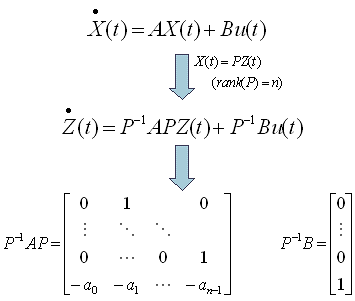 Ẋ(t) = AX(t) + Bu(t)
X(t) = PZ(t)
(rank(P) = n)
Ż(t) = P⁻¹APZ(t) + P⁻¹Bu(t)
P⁻¹AP = [ 0 1 0
⋮ ⋱ ⋱
0 ⋯ 0 1
−a₀ −a₁ ⋯ −aₙ₋₁ ]
P⁻¹B = [ 0
⋮
0
1 ]